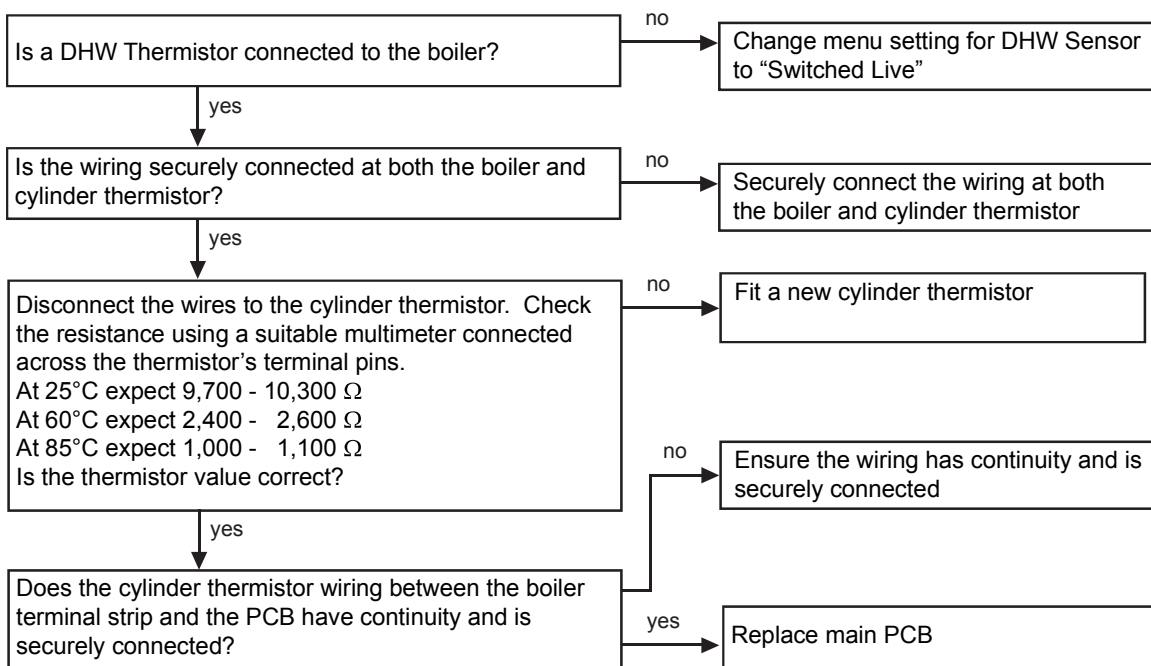 Is a DHW Thermistor connected to the boiler?
no
Change menu setting for DHW Sensor
to “Switched Live”
yes
Is the wiring securely connected at both the boiler and
cylinder thermistor?
no
Securely connect the wiring at both
the boiler and cylinder thermistor
yes
Disconnect the wires to the cylinder thermistor.  Check
the resistance using a suitable multimeter connected
across the thermistor’s terminal pins.
At 25°C expect 9,700 - 10,300 Ω
At 60°C expect 2,400 -   2,600 Ω
At 85°C expect 1,000 -   1,100 Ω
Is the thermistor value correct?
no
Fit a new cylinder thermistor
yes
Does the cylinder thermistor wiring between the boiler
terminal strip and the PCB have continuity and is
securely connected?
no
Ensure the wiring has continuity and is
securely connected
yes
Replace main PCB